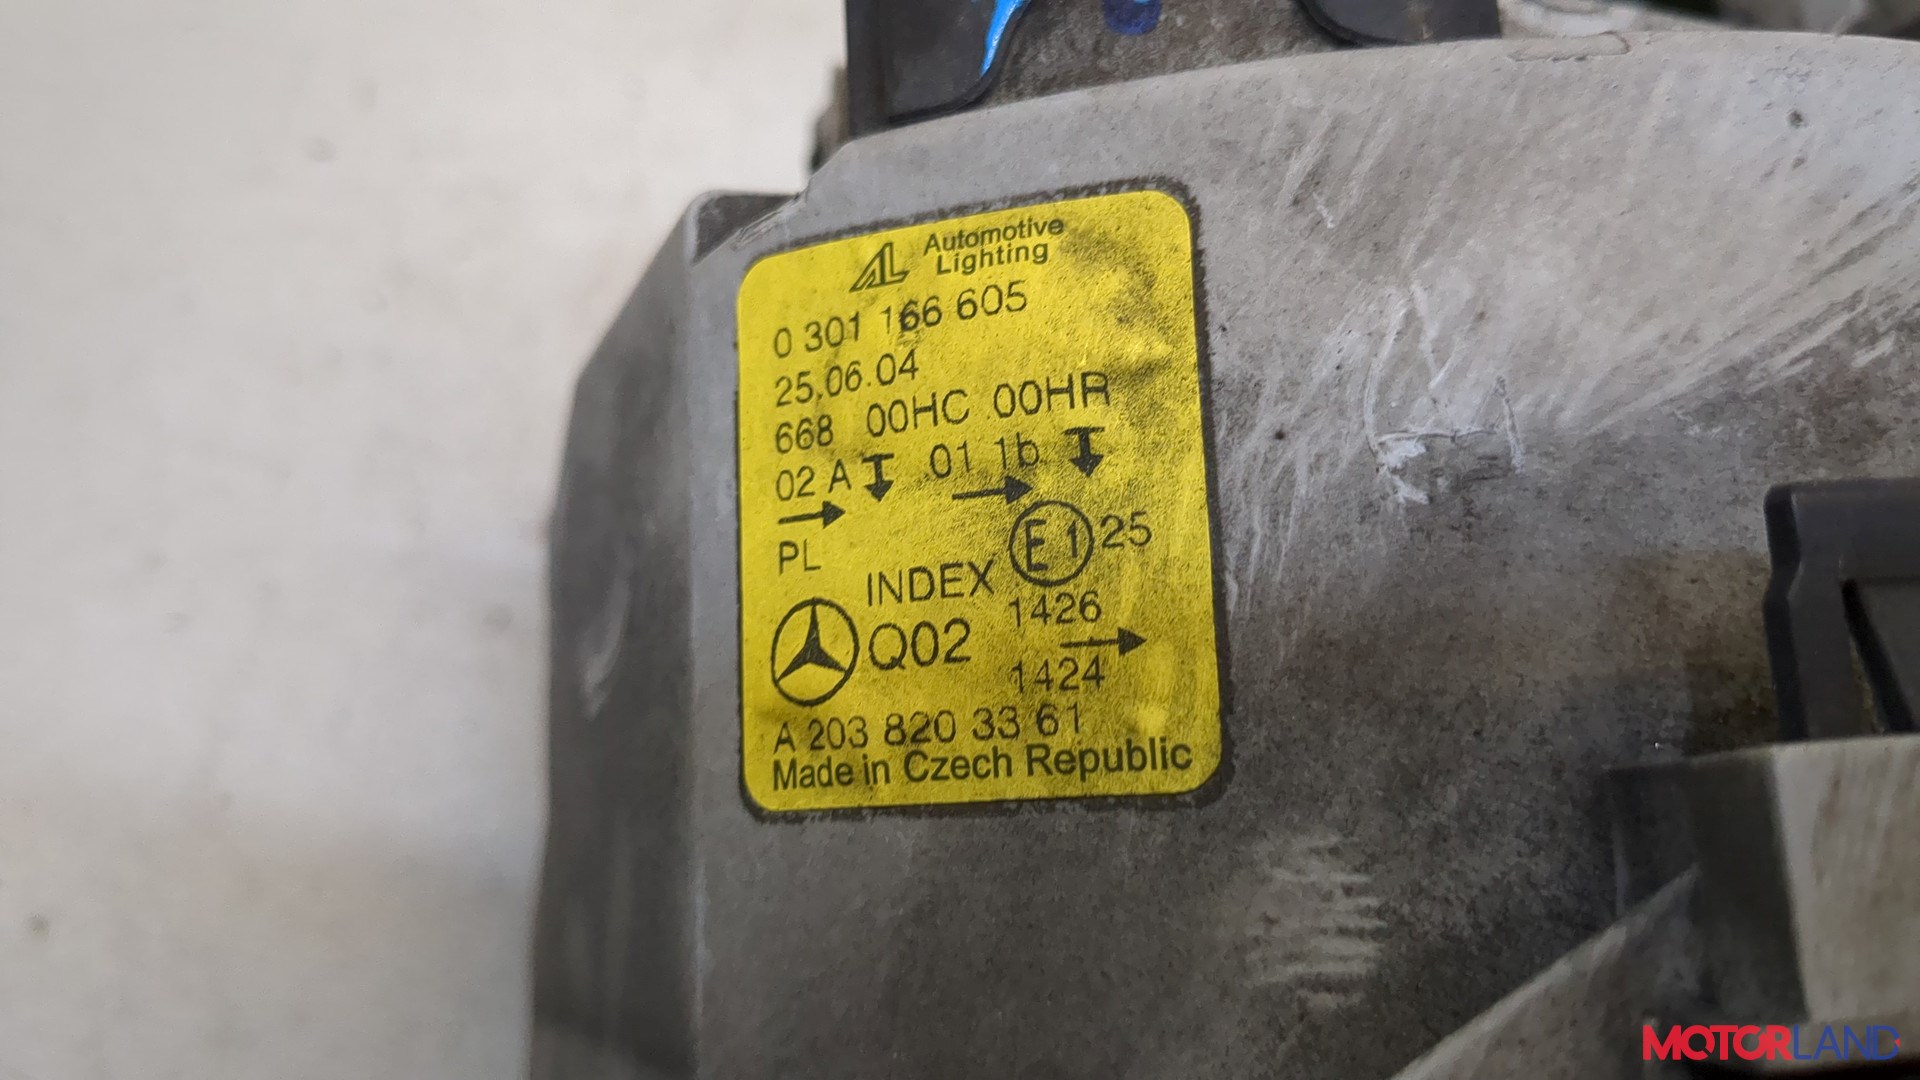 AL Automotive
Lighting
0 301 166 605
25.06.04
668 00HC 00HR
02 A 01 1b
PL E1 25
INDEX 1426
Q02 1424
A 203 820 33 61
Made in Czech Republic
MOTORLAND